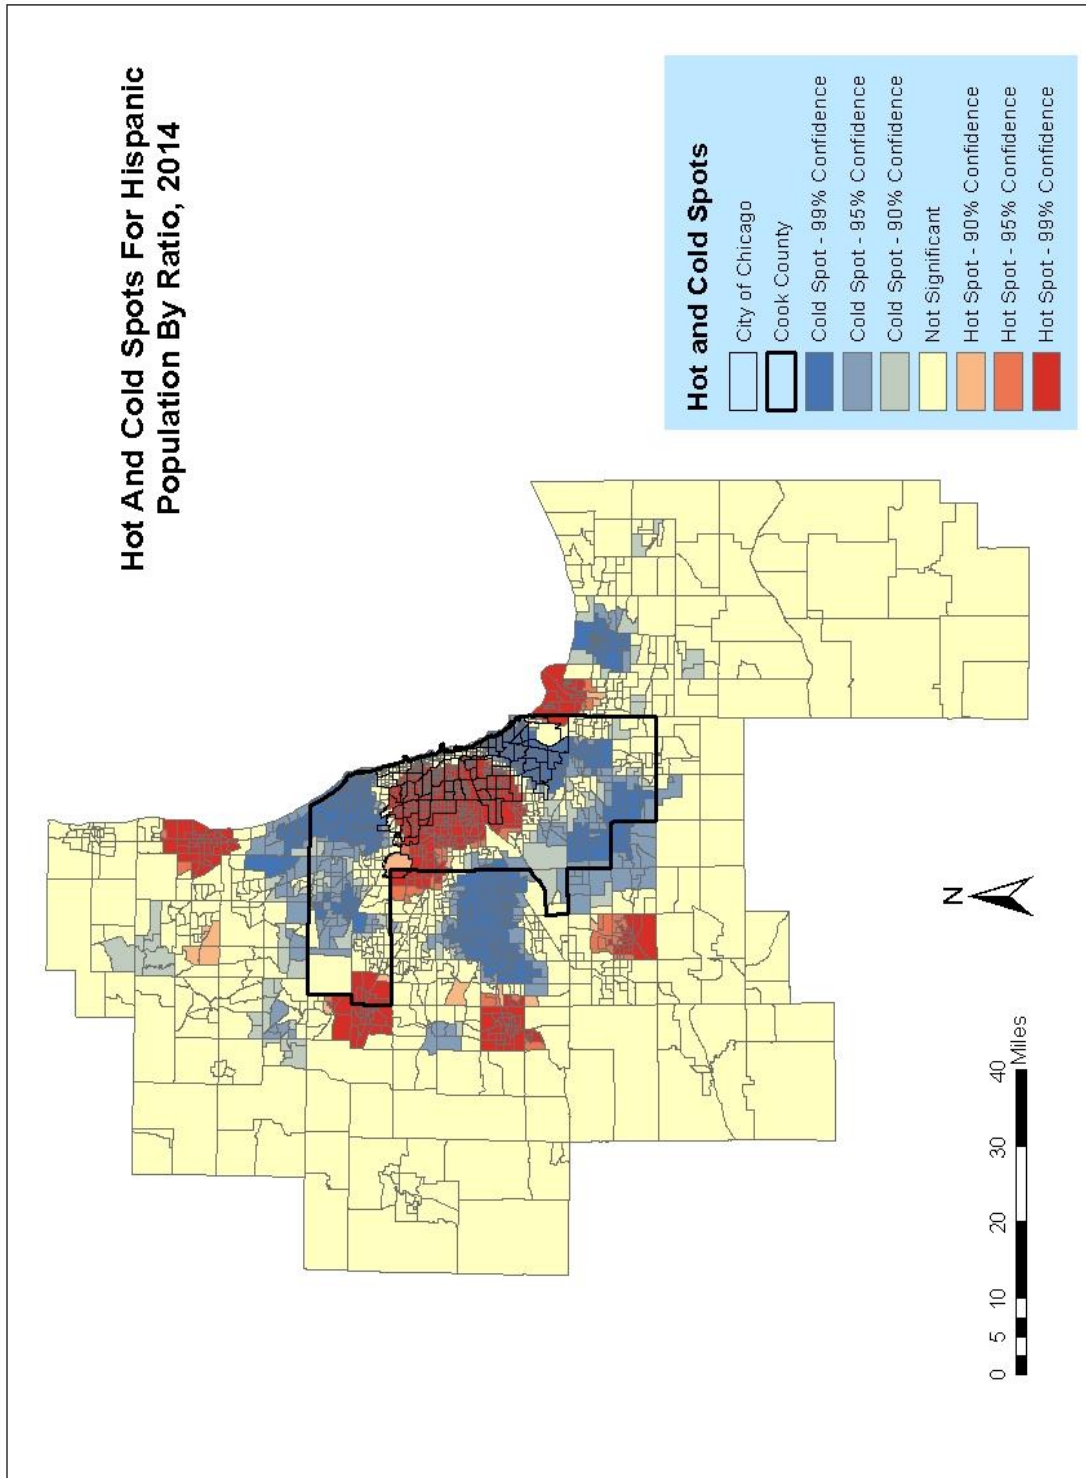 Hot And Cold Spots For Hispanic
Population By Ratio, 2014
Hot and Cold Spots
City of Chicago
Cook County
Cold Spot - 99% Confidence
Cold Spot - 95% Confidence
Cold Spot - 90% Confidence
Not Significant
Hot Spot - 90% Confidence
Hot Spot - 95% Confidence
Hot Spot - 99% Confidence
N
0 5 10 20 30 40
Miles